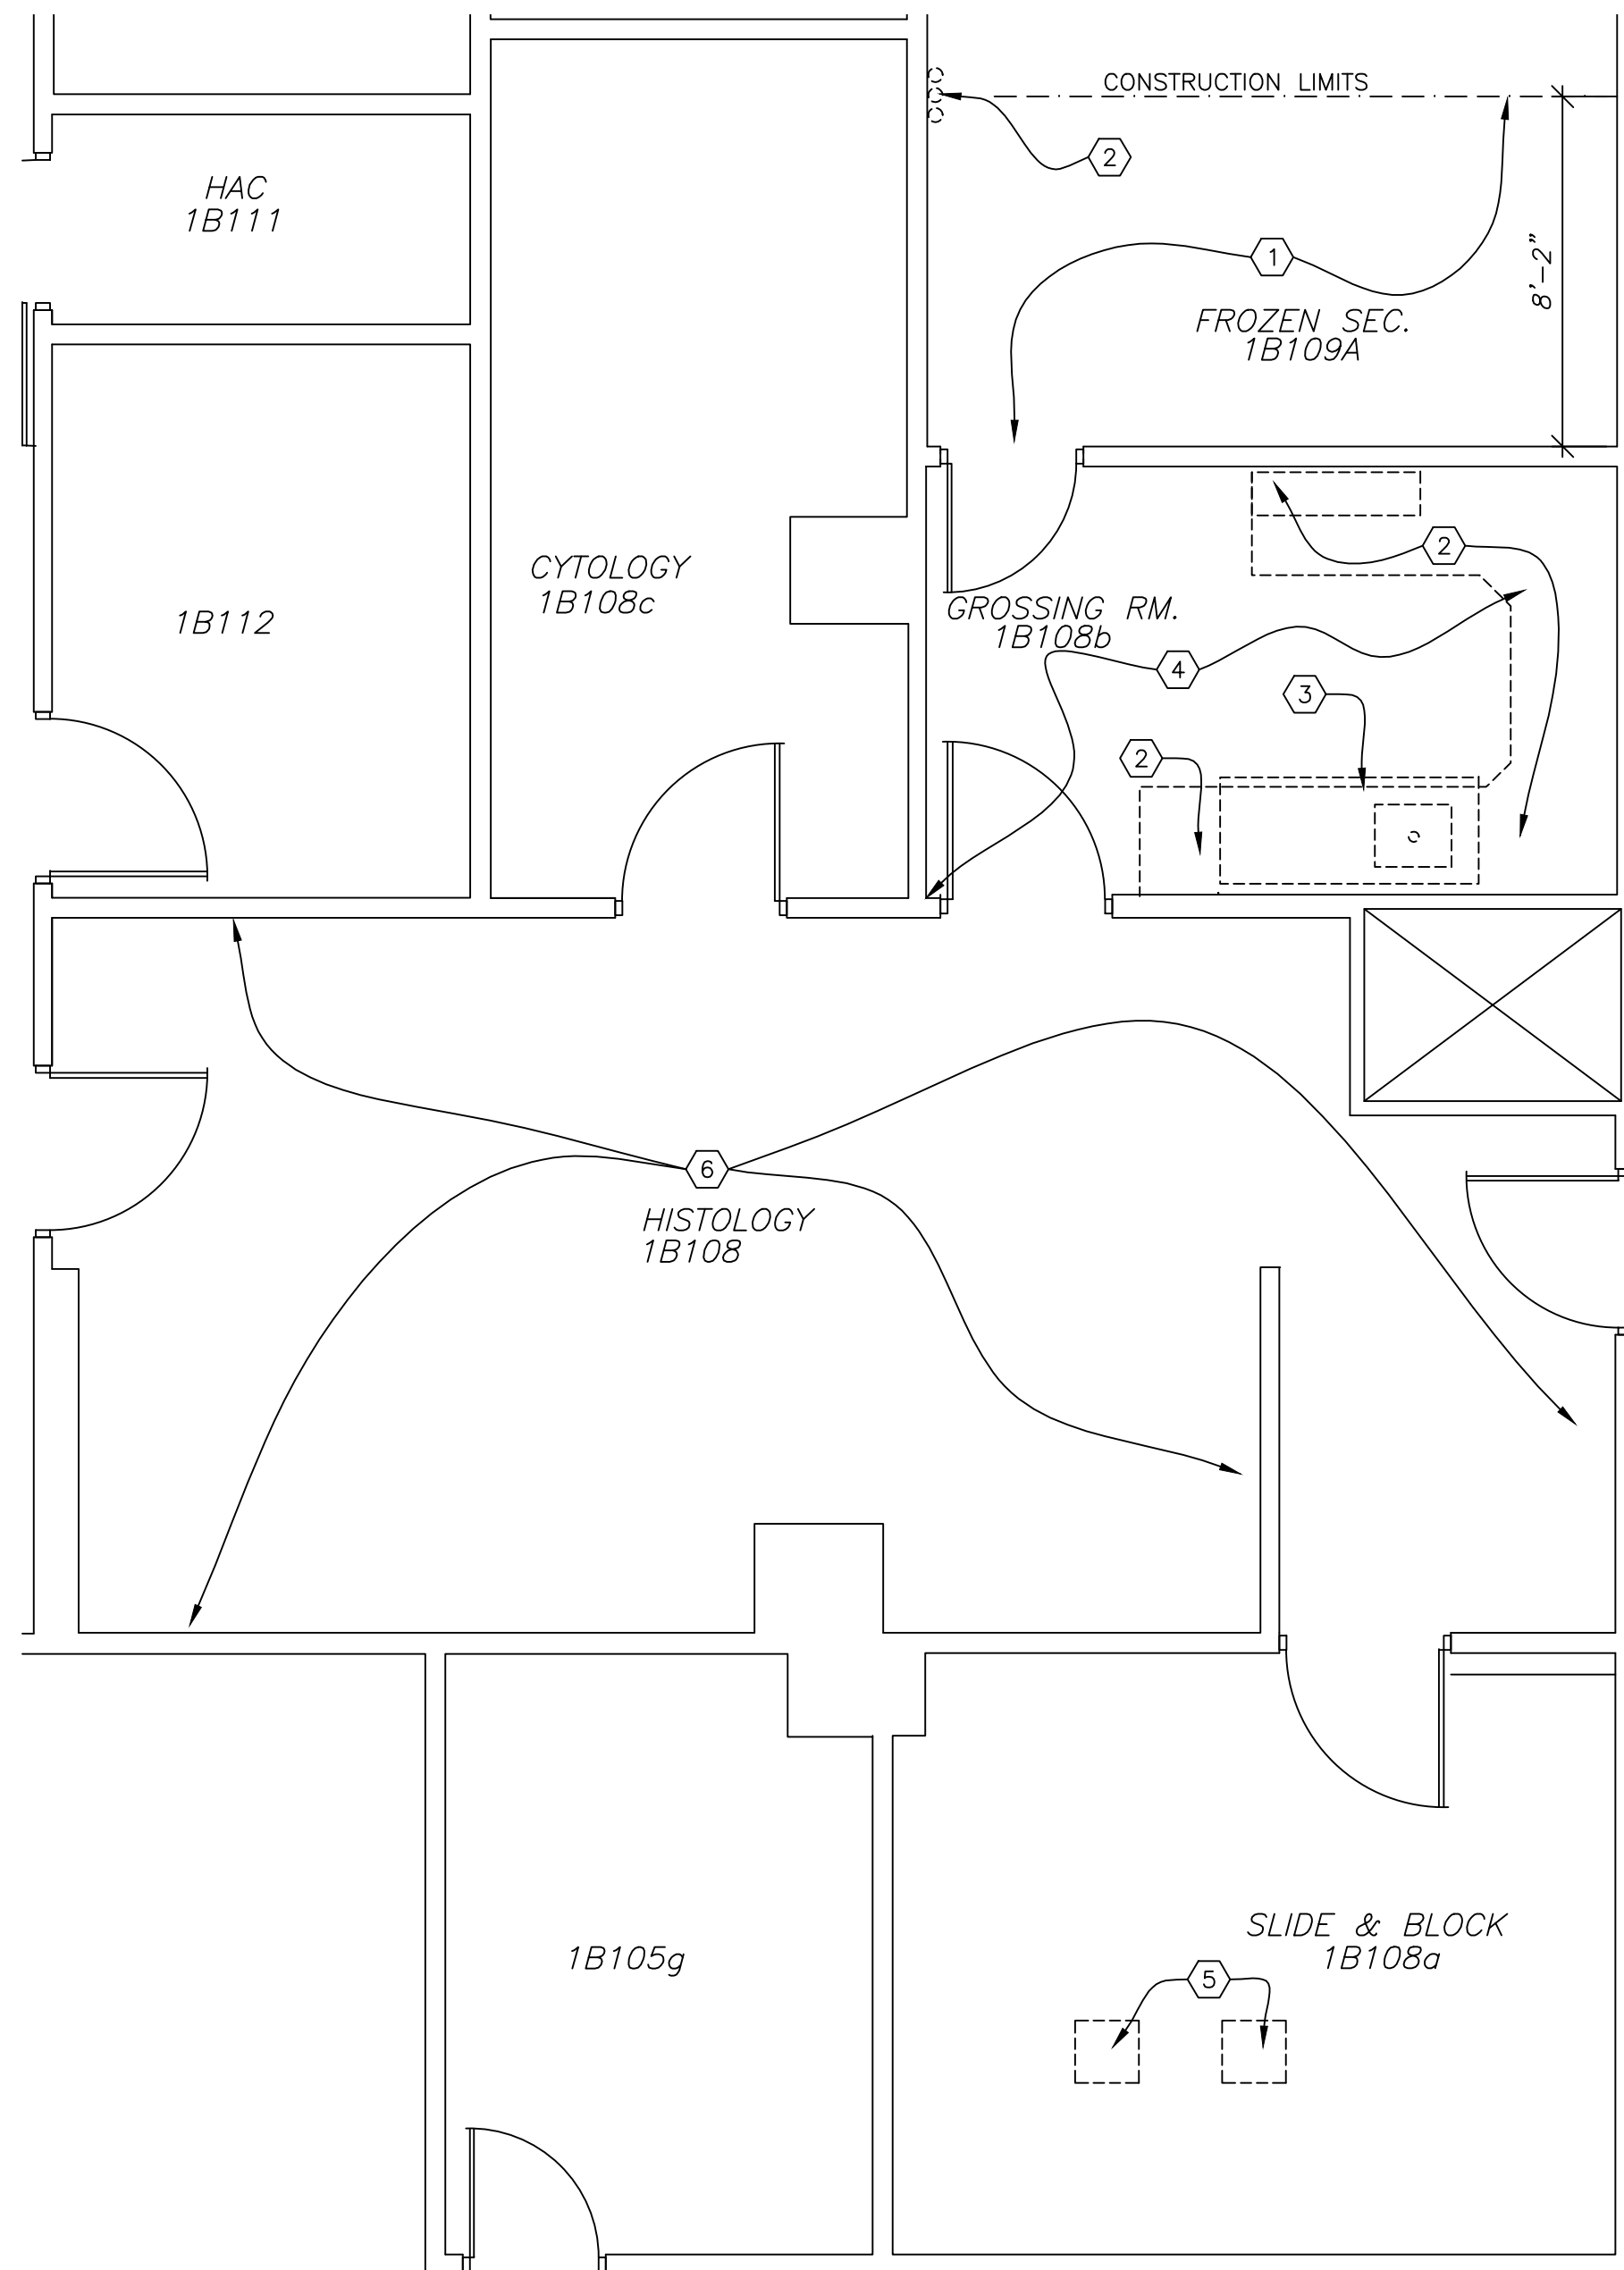 CONSTRUCTION LIMITS
2
HAC
1B111
1
8'-2"
FROZEN SEC.
1B109A
2
CYTOLOGY
1B108c
GROSSING RM.
1B108b
1B112
4
3
2
6
HISTOLOGY
1B108
SLIDE & BLOCK
1B108a
1B105g
5